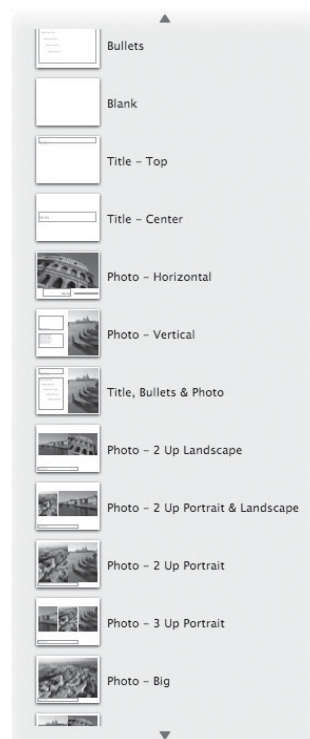 Bullets
Blank
Title – Top
Title – Center
Photo – Horizontal
Photo – Vertical
Title, Bullets & Photo
Photo – 2 Up Landscape
Photo – 2 Up Portrait & Landscape
Photo – 2 Up Portrait
Photo – 3 Up Portrait
Photo – Big